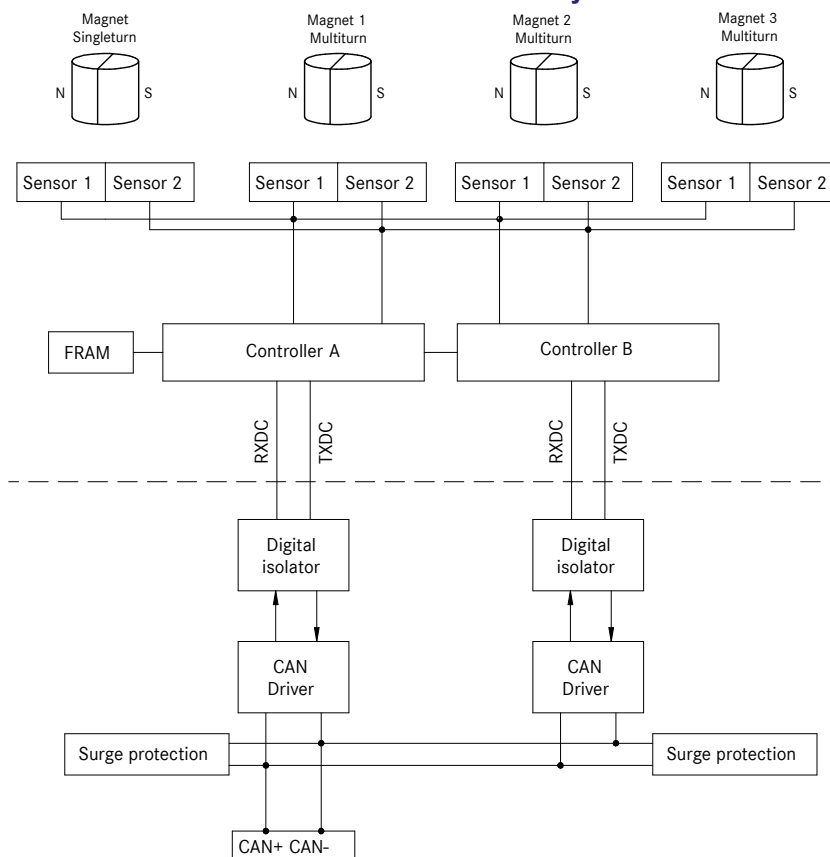 Magnet
Singleturn
Magnet 1
Multiturn
Magnet 2
Multiturn
Magnet 3
Multiturn
N S N S N S N S
Sensor 1 Sensor 2 Sensor 1 Sensor 2 Sensor 1 Sensor 2 Sensor 1 Sensor 2
FRAM Controller A Controller B
RXDC TXDC RXDC TXDC
Digital
isolator
Digital
isolator
CAN
Driver
CAN
Driver
Surge protection Surge protection
CAN+ CAN-